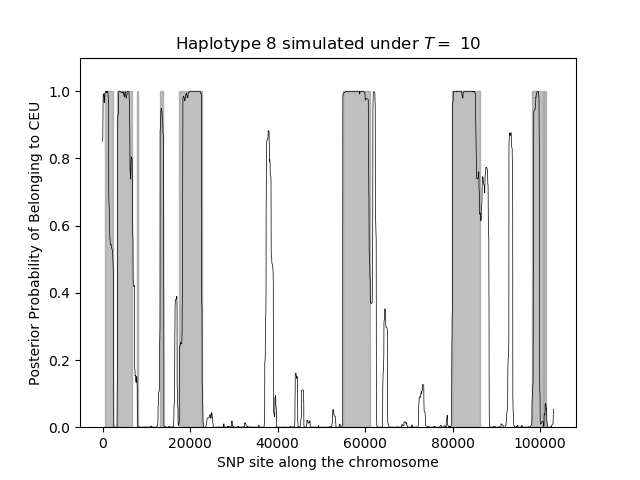 Haplotype 8 simulated under T = 10
Posterior Probability of Belonging to CEU
1.0
0.8
0.6
0.4
0.2
0.0
0 20000 40000 60000 80000 100000
SNP site along the chromosome